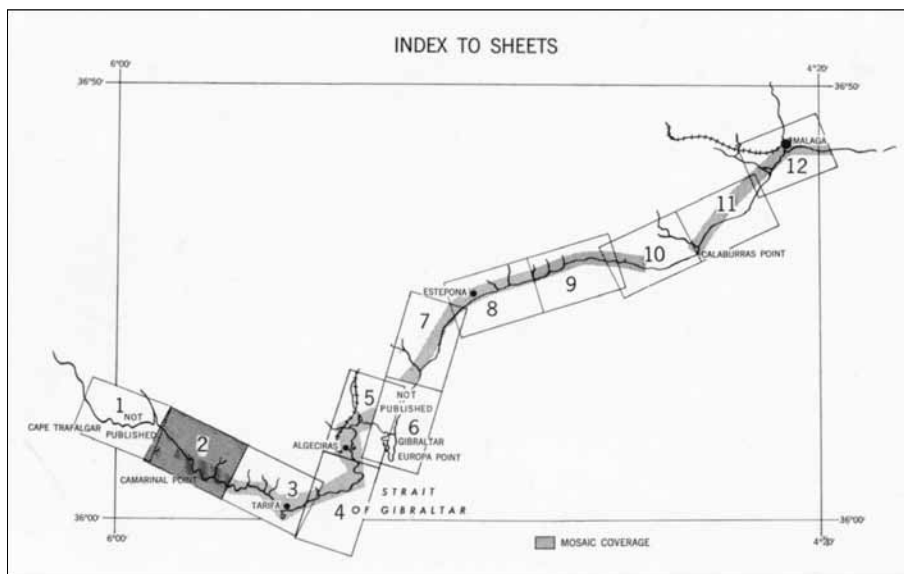 INDEX TO SHEETS
6°00'
4°20'
36°50'
36°50'
MALAGA
12
11
10
CALABURRAS POINT
ESTEPONA
9
8
7
5
NOT
PUBLISHED
1
NOT
PUBLISHED
CAPE TRAFALGAR
2
6
GIBRALTAR
EUROPA POINT
ALGECIRAS
CAMARINAL POINT
3
TARIFA
4
STRAIT
OF GIBRALTAR
36°00'
36°00'
6°00'
4°20'
MOSAIC COVERAGE